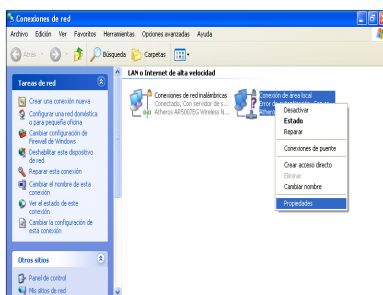 Conexiones de red
Archivo Edición Ver Favoritos Herramientas Opciones avanzadas Ayuda
Atrás Búsqueda Carpetas
LAN o Internet de alta velocidad
Tareas de red
Crear una conexión nueva
Configurar una red doméstica
o para pequeña oficina
Cambiar configuración de
Firewall de Windows
Deshabilitar este dispositivo
de red
Reparar esta conexión
Cambiar el nombre de esta
conexión
Ver el estado de esta
conexión
Cambiar la configuración de
esta conexión
Otros sitios
Panel de control
Mis sitios de red
Conexiones de red inalámbricas
Conectado, Con servidor de s...
Atheros AR5007EG Wireless N...
Conexión de área local
Error de
Atheros
Desactivar
Estado
Reparar
Conexiones de puente
Crear acceso directo
Eliminar
Cambiar nombre
Propiedades